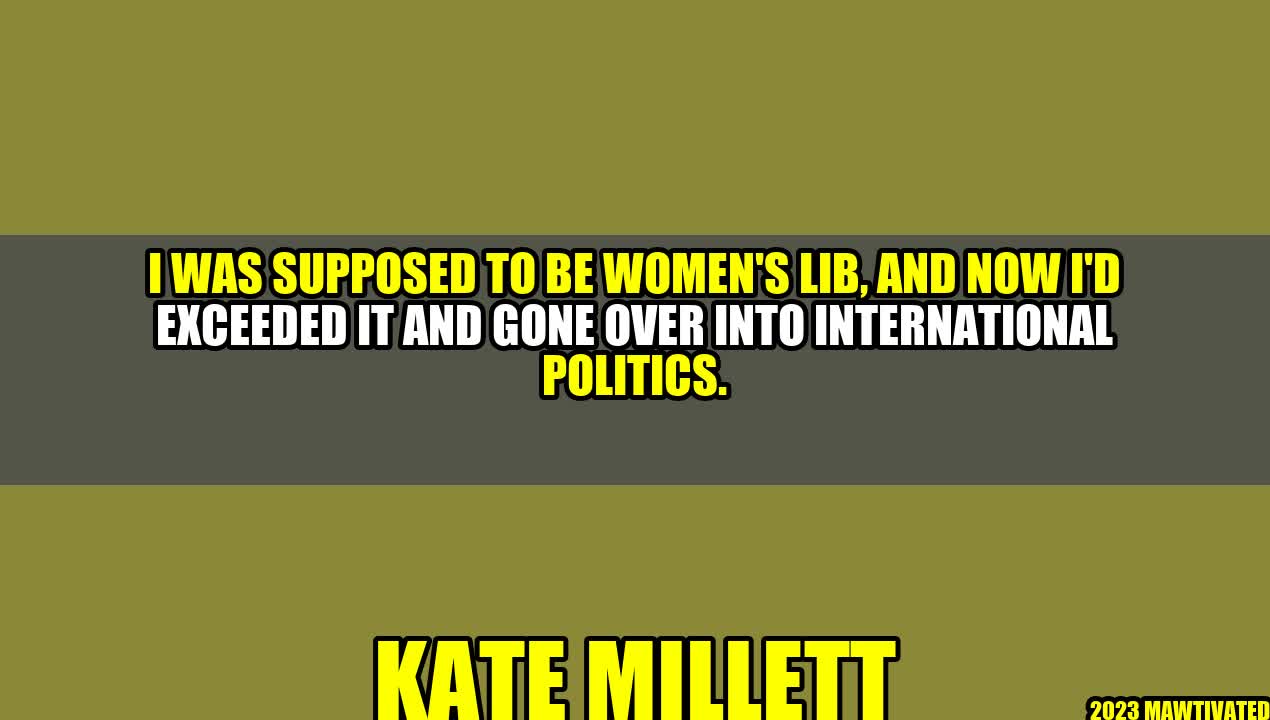 I WAS SUPPOSED TO BE WOMEN'S LIB, AND NOW I'D
EXCEEDED IT AND GONE OVER INTO INTERNATIONAL
POLITICS.
KATE MILLETT
2023 MAWTIVATED